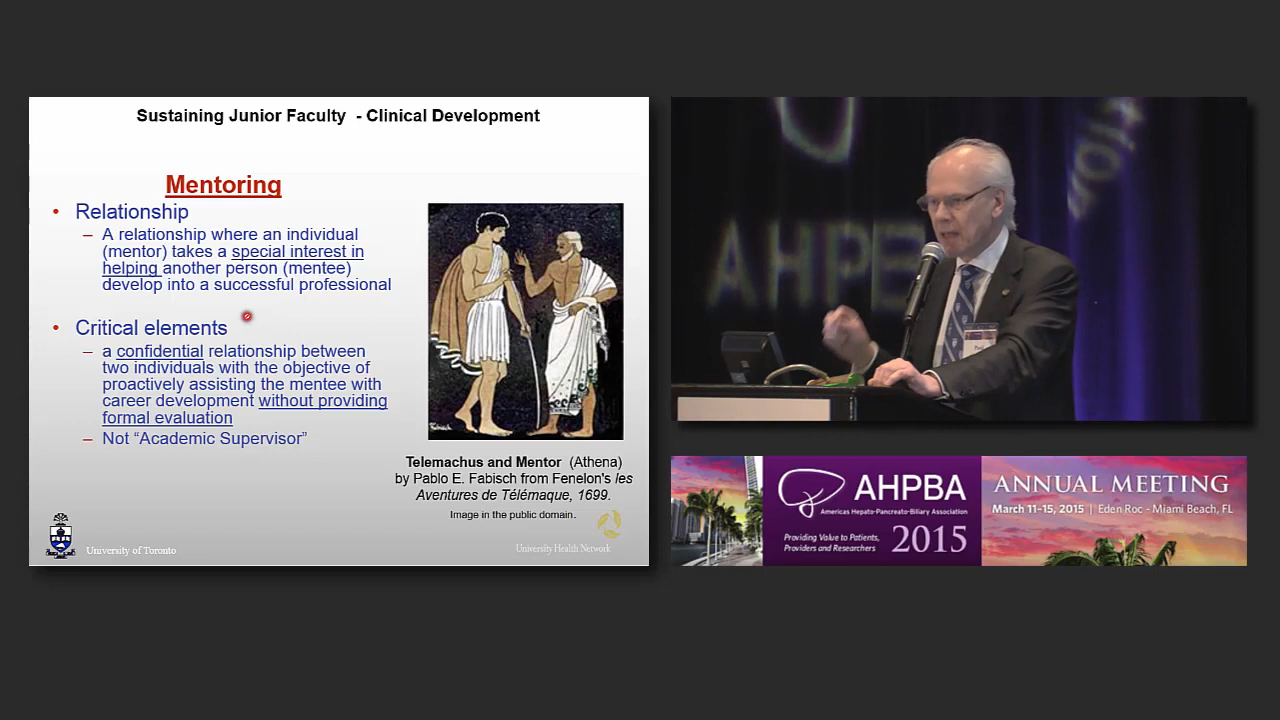 Sustaining Junior Faculty - Clinical Development
Mentoring
• Relationship
– A relationship where an individual
(mentor) takes a special interest in
helping another person (mentee)
develop into a successful professional
• Critical elements
– a confidential relationship between
two individuals with the objective of
proactively assisting the mentee with
career development without providing
formal evaluation
– Not “Academic Supervisor”
Telemachus and Mentor (Athena)
by Pablo E. Fabisch from Fenelon's les
Aventures de Télémaque, 1699.
Image in the public domain.
University of Toronto
University Health Network
AHPB
AHPBA
Americas Hepato-Pancreato-Biliary Association
Providing Value to Patients,
Providers and Researchers
2015
ANNUAL MEETING
March 11-15, 2015 | Eden Roc - Miami Beach, FL